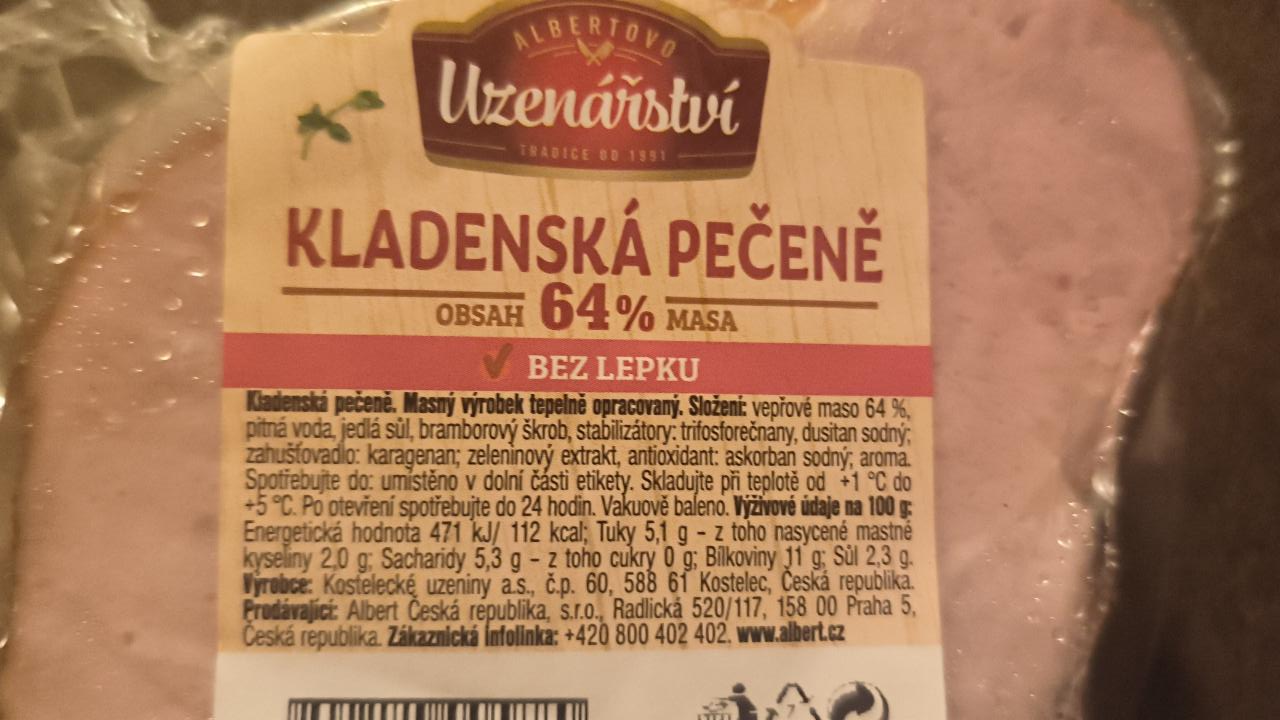 ALBERTOVO
Uzenářství
TRADICE OD 1991
KLADENSKÁ PEČENĚ
OBSAH 64% MASA
BEZ LEPKU
Kladenská pečeně. Masný výrobek tepelně opracovaný. Složení: vepřové maso 64 %,
pitná voda, jedlá sůl, bramborový škrob, stabilizátory: trifosforečnany, dusitan sodný;
zahušťovadlo: karagenan; zeleninový extrakt, antioxidant: askorban sodný; aroma.
Spotřebujte do: umístěno v dolní části etikety. Skladujte při teplotě od +1 °C do
+5 °C. Po otevření spotřebujte do 24 hodin. Vakuově baleno. Výživové údaje na 100 g:
Energetická hodnota 471 kJ/ 112 kcal; Tuky 5,1 g – z toho nasycené mastné
kyseliny 2,0 g; Sacharidy 5,3 g – z toho cukry 0 g; Bílkoviny 11 g; Sůl 2,3 g.
Výrobce: Kostelecké uzeniny a.s., č.p. 60, 588 61 Kostelec, Česká republika.
Prodávající: Albert Česká republika, s.r.o., Radlická 520/117, 158 00 Praha 5,
Česká republika. Zákaznická infolinka: +420 800 402 402. www.albert.cz
7